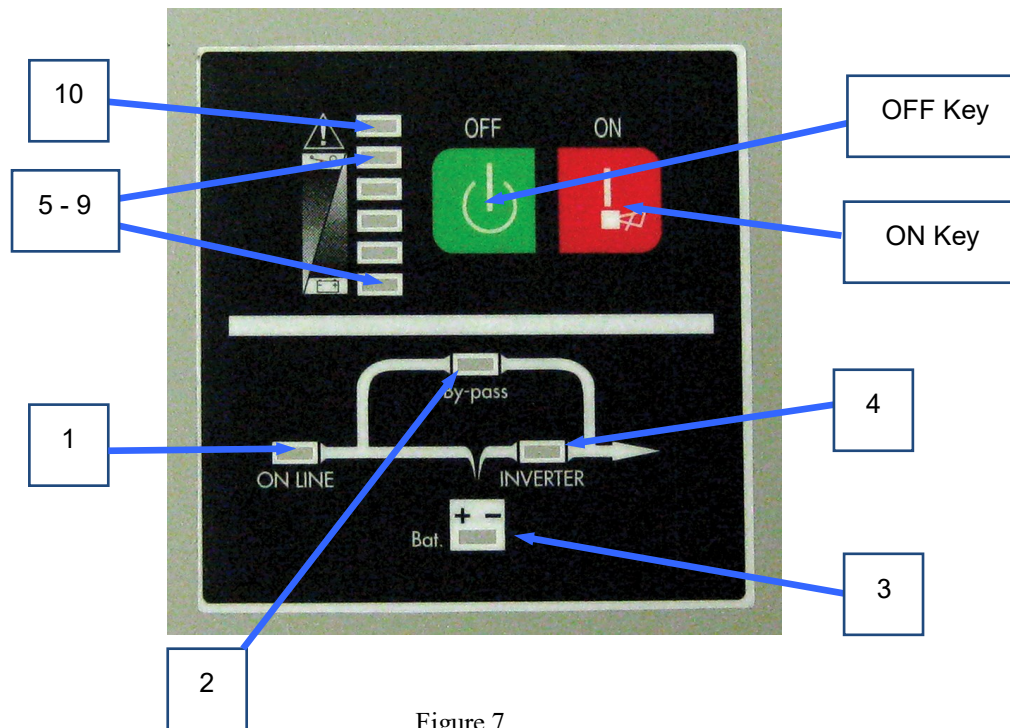 10
OFF ON
OFF Key
5 - 9
ON Key
By-pass
4
1
ON LINE
INVERTER
+ −
Bat.
3
2
Figure 7